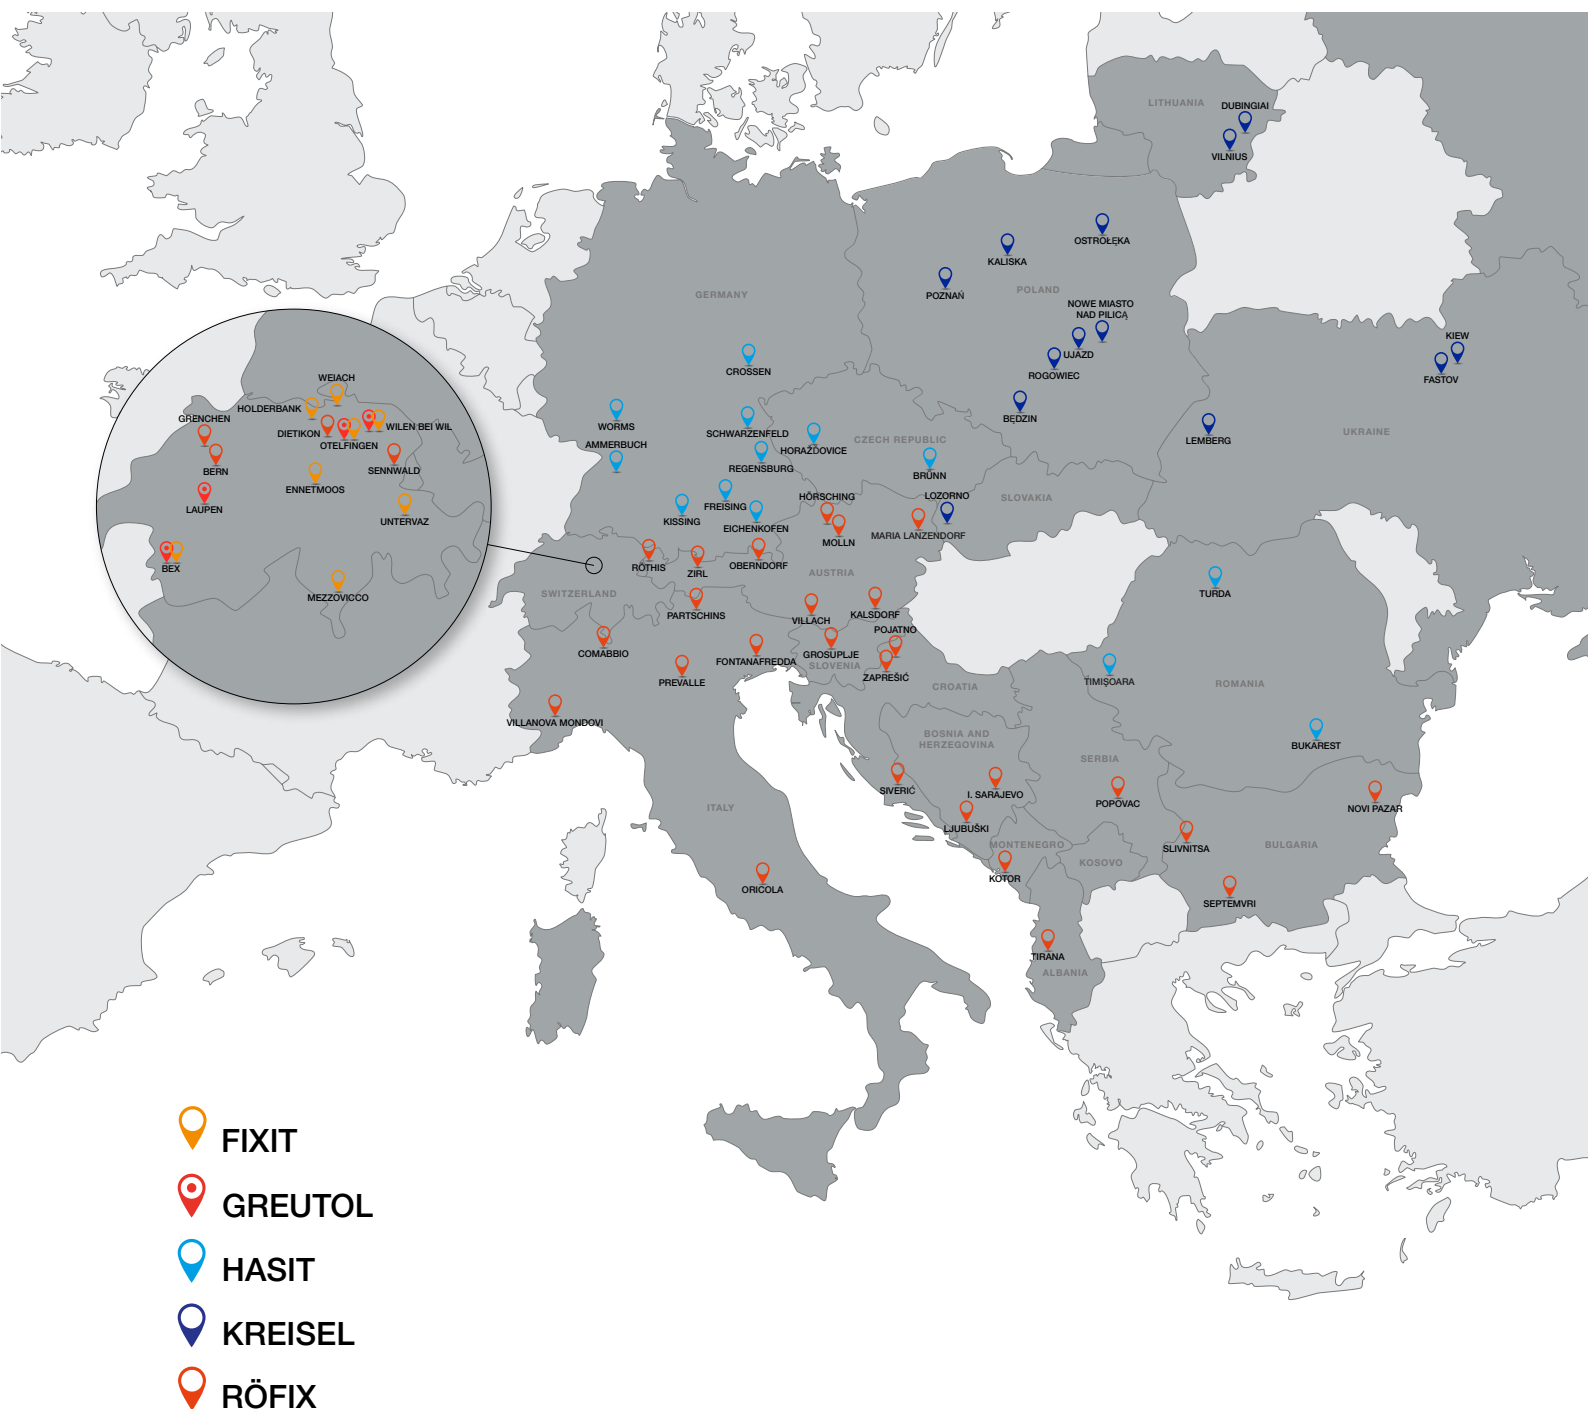 LITHUANIA
DUBINGIAI
VILNIUS
OSTROŁĘKA
KALISKA
POLAND
POZNAŃ
NOWE MIASTO
NAD PILICĄ
UJAZD
ROGOWIEC
BĘDZIN
GERMANY
CROSSEN
WORMS
AMMERBUCH
SCHWARZENFELD
REGENSBURG
FREISING
KISSING
EICHENKOFEN
CZECH REPUBLIC
HORAŽDOVICE
BRÜNN
KIEW
FASTOV
LEMBERG
UKRAINE
SLOVAKIA
LOZORNO
HÖRSCHING
MOLLN
MARIA LANZENDORF
AUSTRIA
RÖTHIS
ZIRL
OBERNDORF
SWITZERLAND
PARTSCHINS
VILLACH
KALSDORF
POJATNO
GROSUPLJE
SLOVENIA
ZAPREŠIĆ
COMABBIO
FONTANAFREDDA
PREVALLE
VILLANOVA MONDOVI
CROATIA
TURDA
TIMIȘOARA
ROMANIA
BUKAREST
BOSNIA AND
HERZEGOVINA
SERBIA
SIVERIĆ
I. SARAJEVO
LJUBUŠKI
POPOVAC
NOVI PAZAR
SLIVNITSA
BULGARIA
SEPTEMVRI
MONTENEGRO
KOSOVO
KOTOR
TIRANA
ALBANIA
ITALY
ORICOLA
WEIACH
HOLDERBANK
GRENCHEN
DIETIKON
OTELFINGEN
WILEN BEI WIL
BERN
SENNWALD
ENNETMOOS
LAUPEN
UNTERVAZ
BEX
MEZZOVICCO
FIXIT
GREUTOL
HASIT
KREISEL
RÖFIX